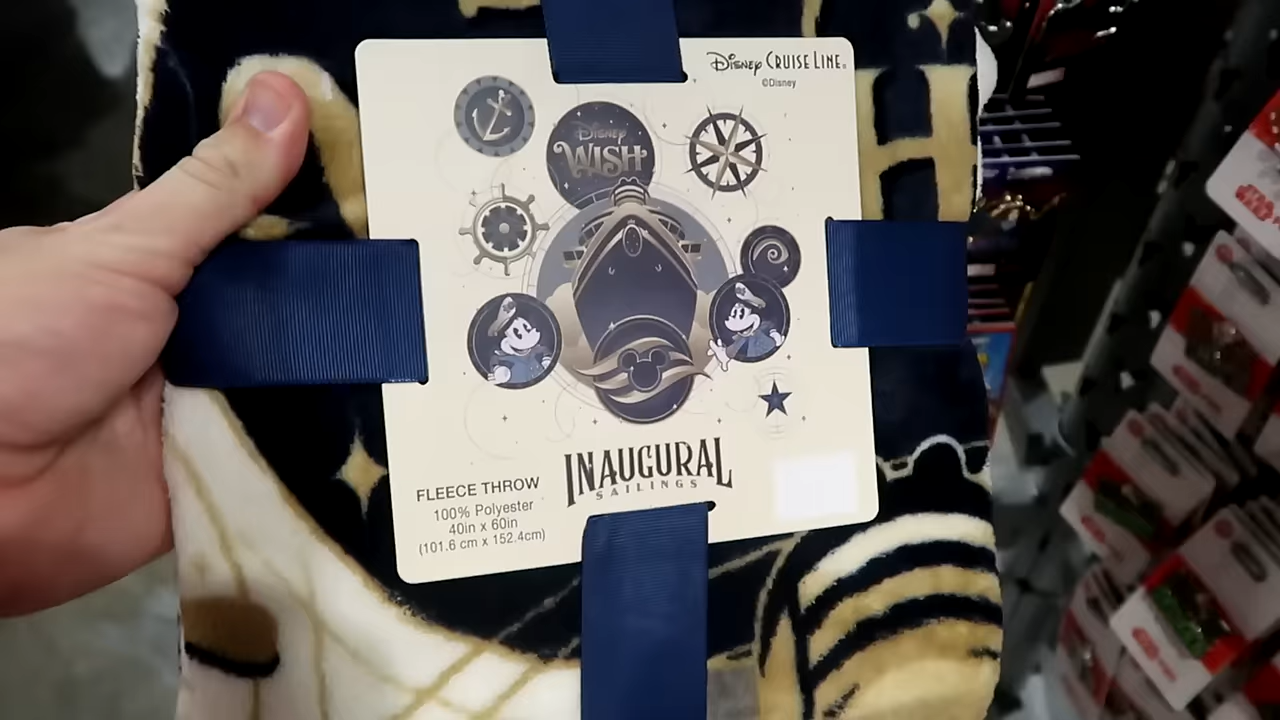 Disney CRUISE LINE®
©Disney
Disney
WISH
H
INAUGURAL
SAILINGS
FLEECE THROW
100% Polyester
40in x 60in
(101.6 cm x 152.4cm)